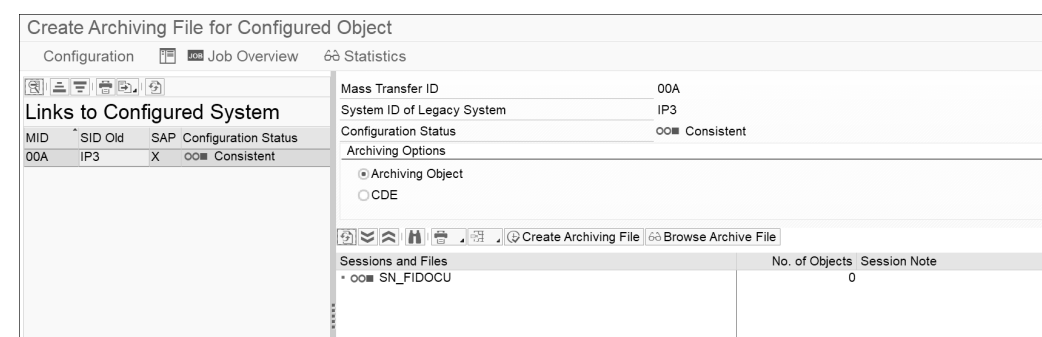 Create Archiving File for Configured Object
Configuration JOB Job Overview Statistics
Links to Configured System
MID SID Old SAP Configuration Status
00A IP3 X Consistent
Mass Transfer ID 00A
System ID of Legacy System IP3
Configuration Status Consistent
Archiving Options
Archiving Object
CDE
Create Archiving File Browse Archive File
Sessions and Files No. of Objects Session Note
SN_FIDOCU 0